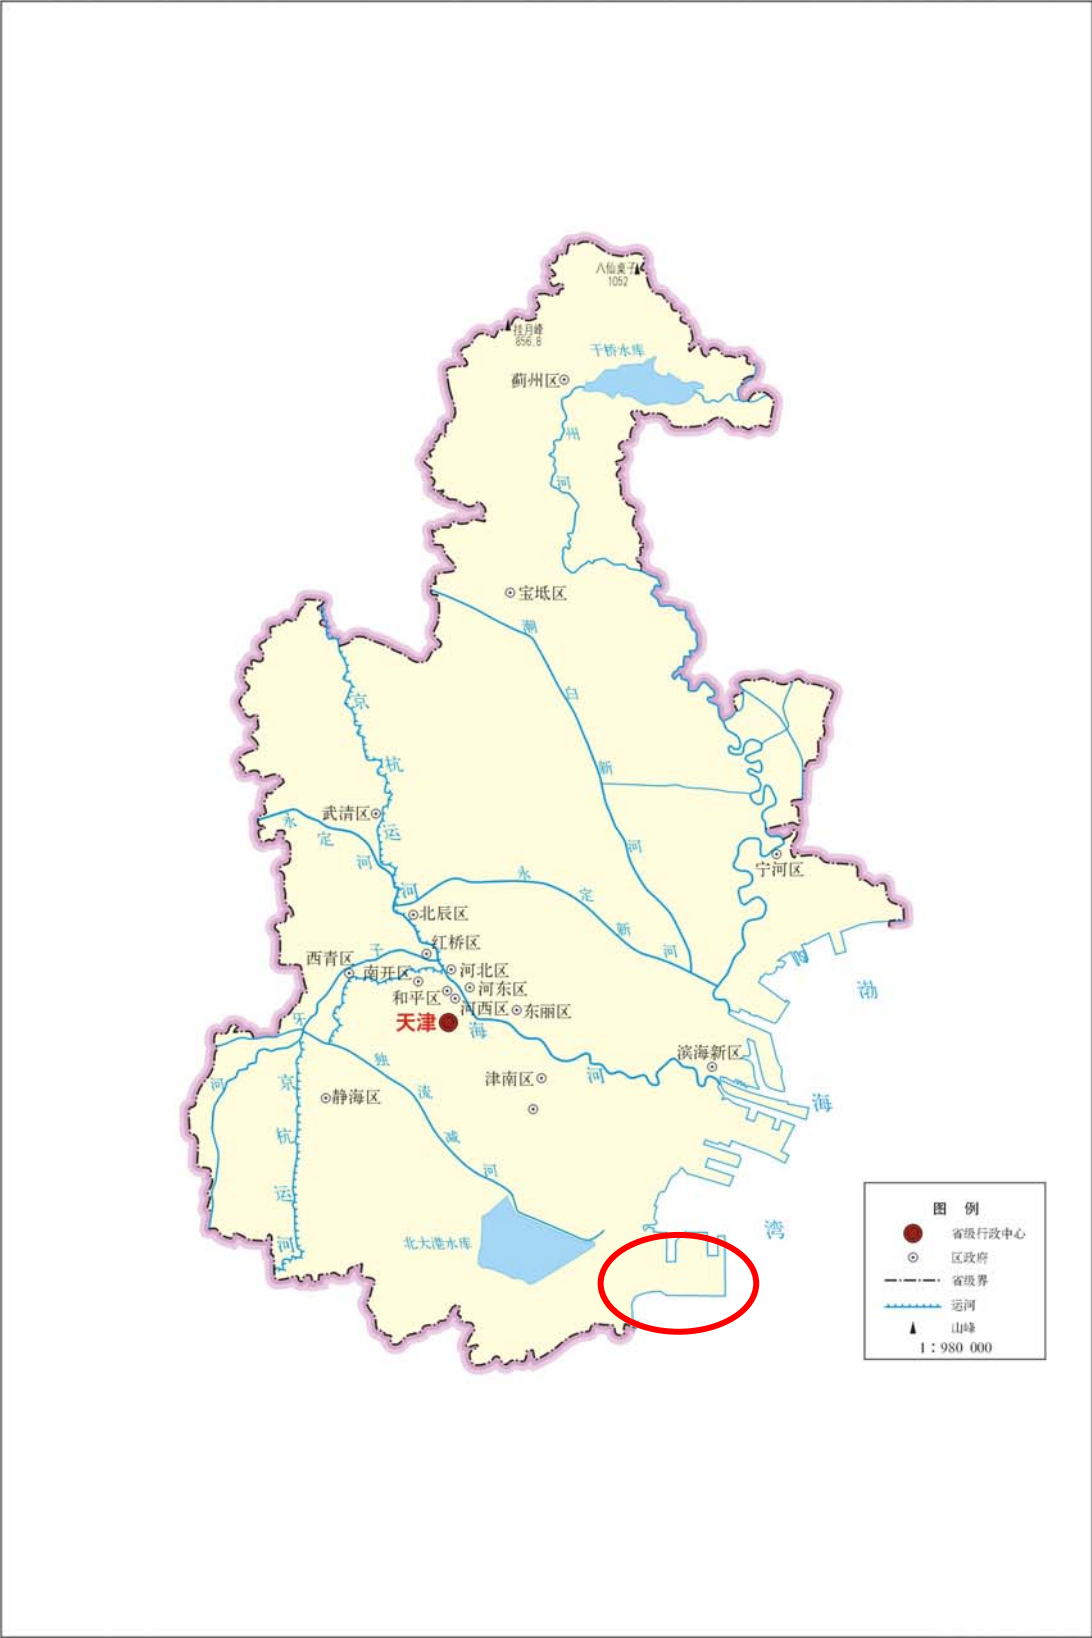 八仙桌子
1052
挂月峰
856.8
于桥水库
蓟州区
州
河
宝坻区
潮
白
新
河
京
杭
运
河
武清区
永
定
河
宁河区
永
定
新
河
北辰区
红桥区
子
西青区
南开区
河北区
河东区
和平区
河西区
东丽区
天津
海
河
渤
海
湾
牙
河
独
流
减
河
滨海新区
津南区
京
杭
运
河
静海区
北大港水库
图 例
省级行政中心
区政府
省级界
运河
山峰
1:980 000